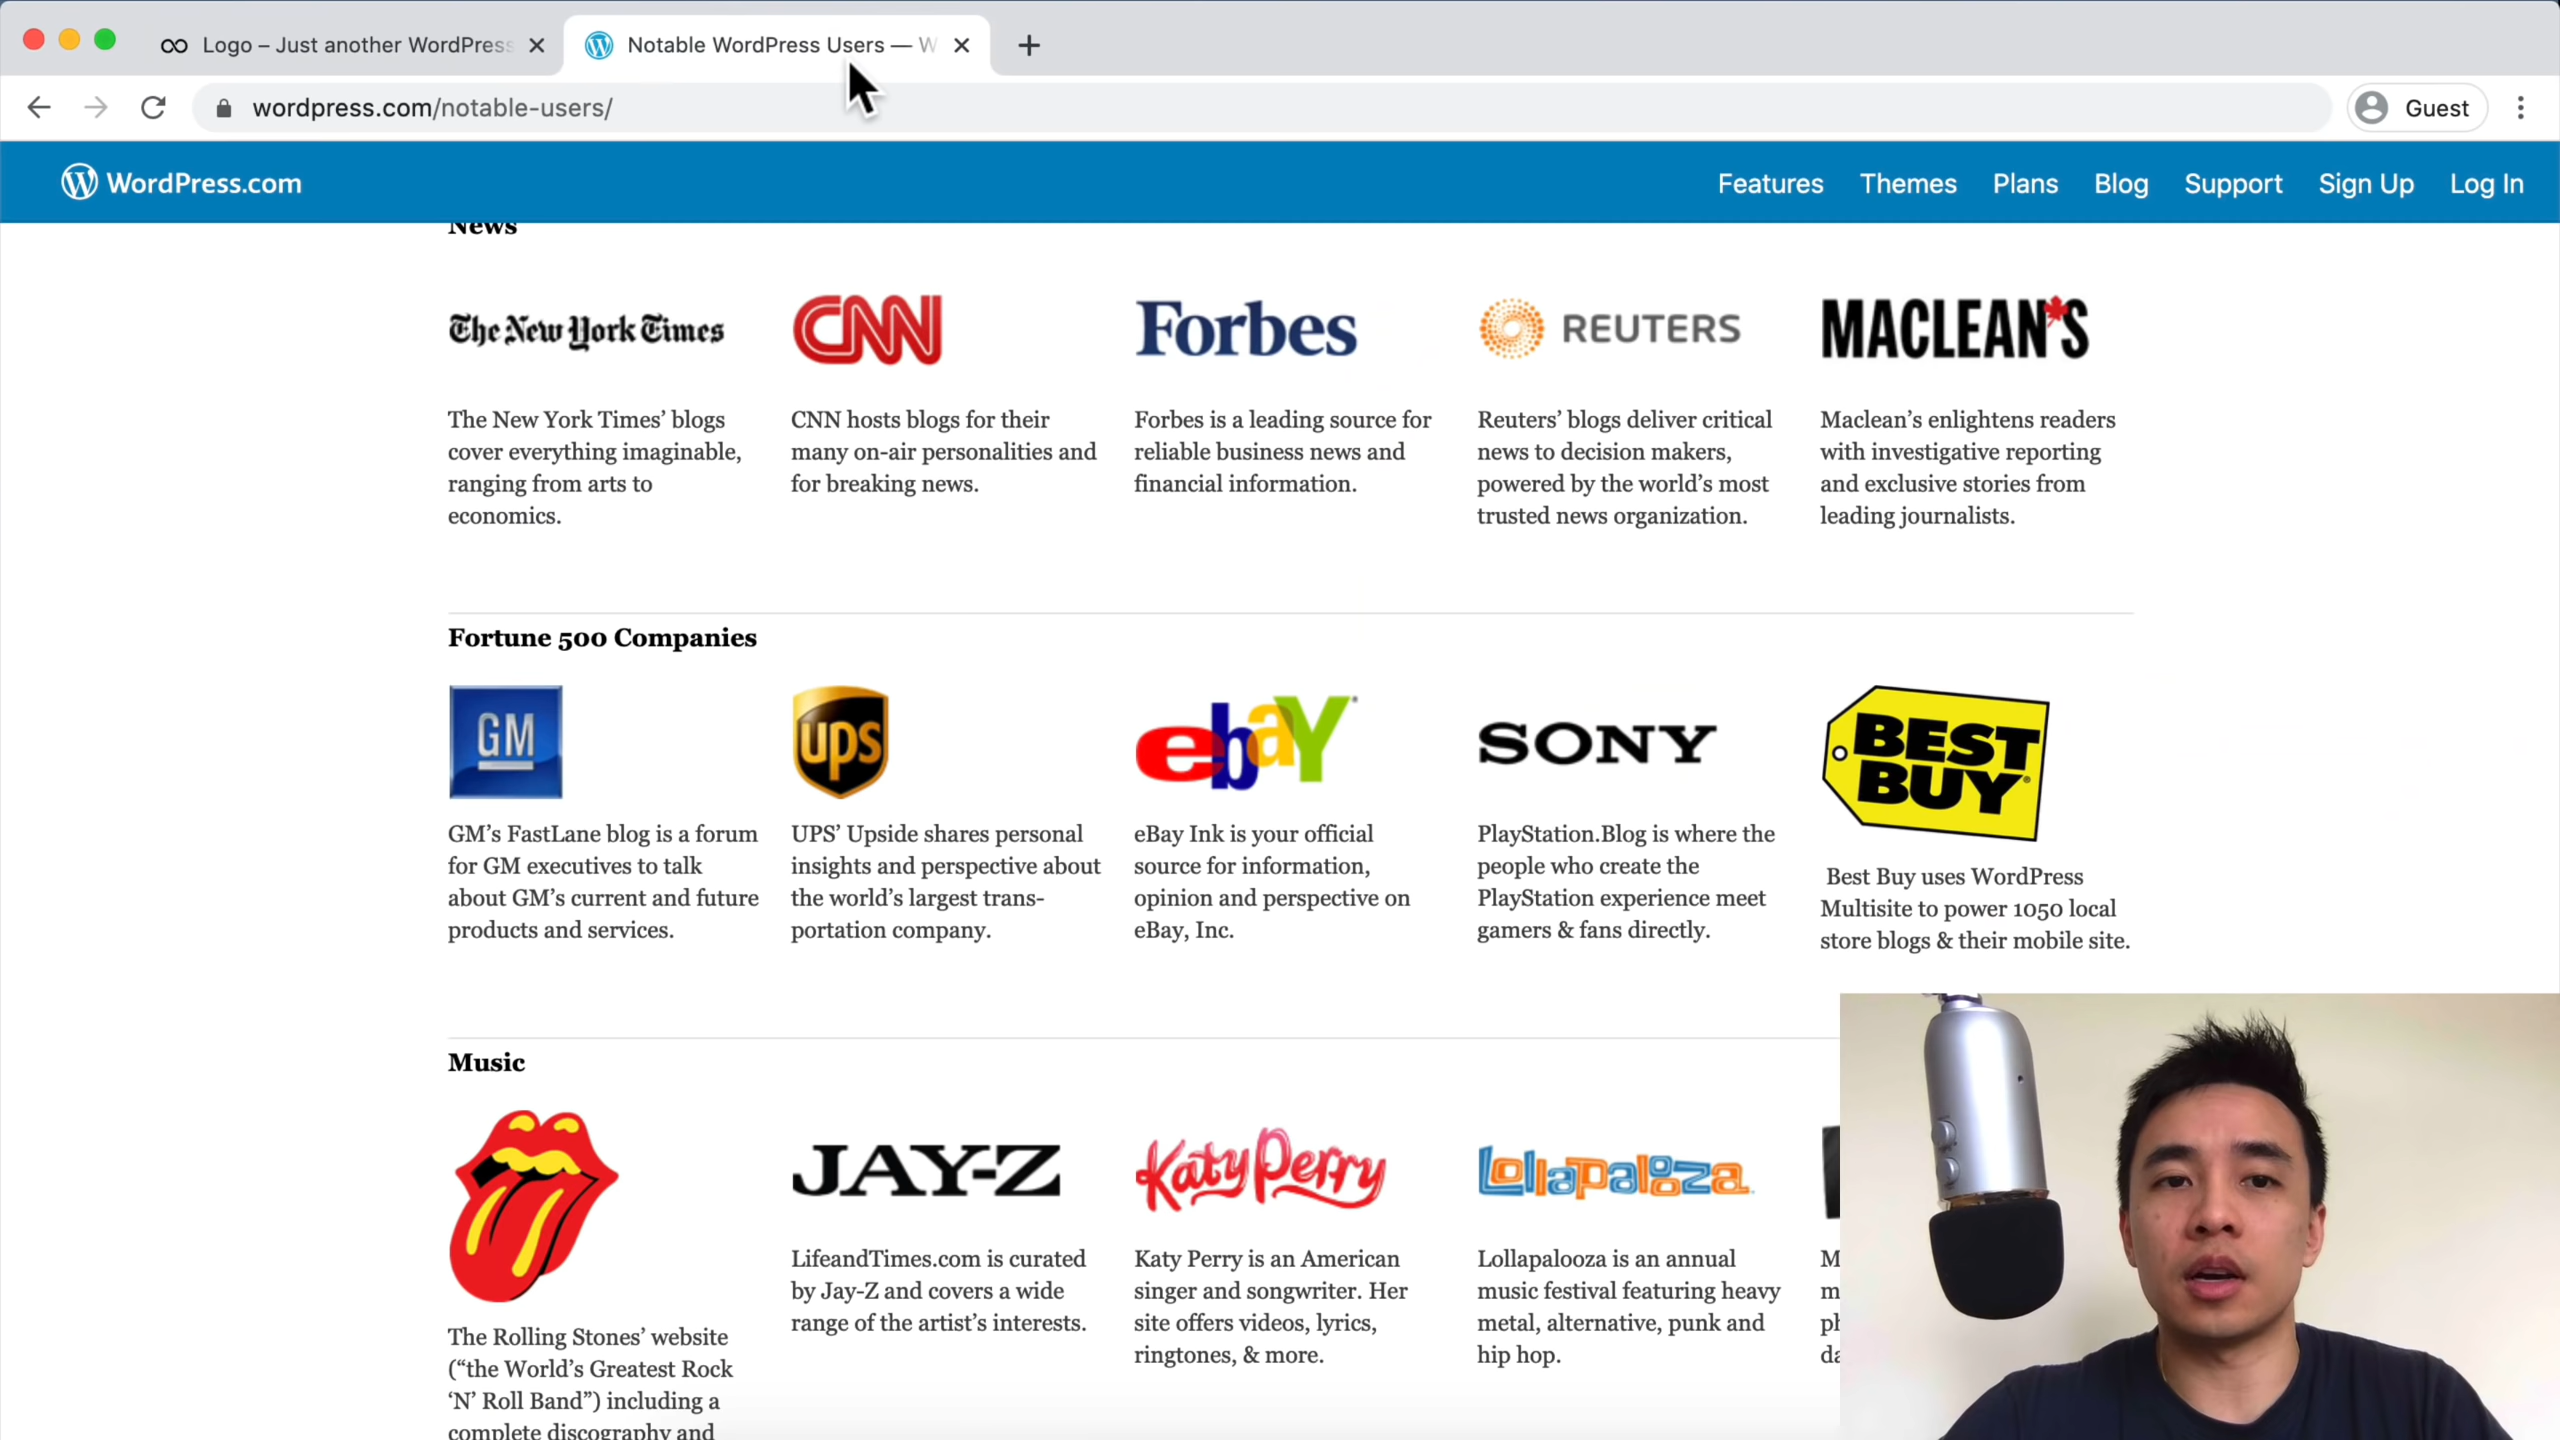 Logo – Just another WordPress
Notable WordPress Users — W
wordpress.com/notable-users/
Guest
WordPress.com
Features
Themes
Plans
Blog
Support
Sign Up
Log In
News
The New York Times
CNN
Forbes
REUTERS
MACLEAN'S
The New York Times’ blogs
cover everything imaginable,
ranging from arts to
economics.
CNN hosts blogs for their
many on-air personalities and
for breaking news.
Forbes is a leading source for
reliable business news and
financial information.
Reuters’ blogs deliver critical
news to decision makers,
powered by the world’s most
trusted news organization.
Maclean’s enlightens readers
with investigative reporting
and exclusive stories from
leading journalists.
Fortune 500 Companies
GM
ups
ebaY
SONY
BEST
BUY
GM’s FastLane blog is a forum
for GM executives to talk
about GM’s current and future
products and services.
UPS’ Upside shares personal
insights and perspective about
the world’s largest trans-
portation company.
eBay Ink is your official
source for information,
opinion and perspective on
eBay, Inc.
PlayStation.Blog is where the
people who create the
PlayStation experience meet
gamers & fans directly.
Best Buy uses WordPress
Multisite to power 1050 local
store blogs & their mobile site.
Music
JAY-Z
Katy Perry
Lollapalooza
The Rolling Stones’ website
(“the World’s Greatest Rock
‘N’ Roll Band”) including a
complete discography and
LifeandTimes.com is curated
by Jay-Z and covers a wide
range of the artist’s interests.
Katy Perry is an American
singer and songwriter. Her
site offers videos, lyrics,
ringtones, & more.
Lollapalooza is an annual
music festival featuring heavy
metal, alternative, punk and
hip hop.